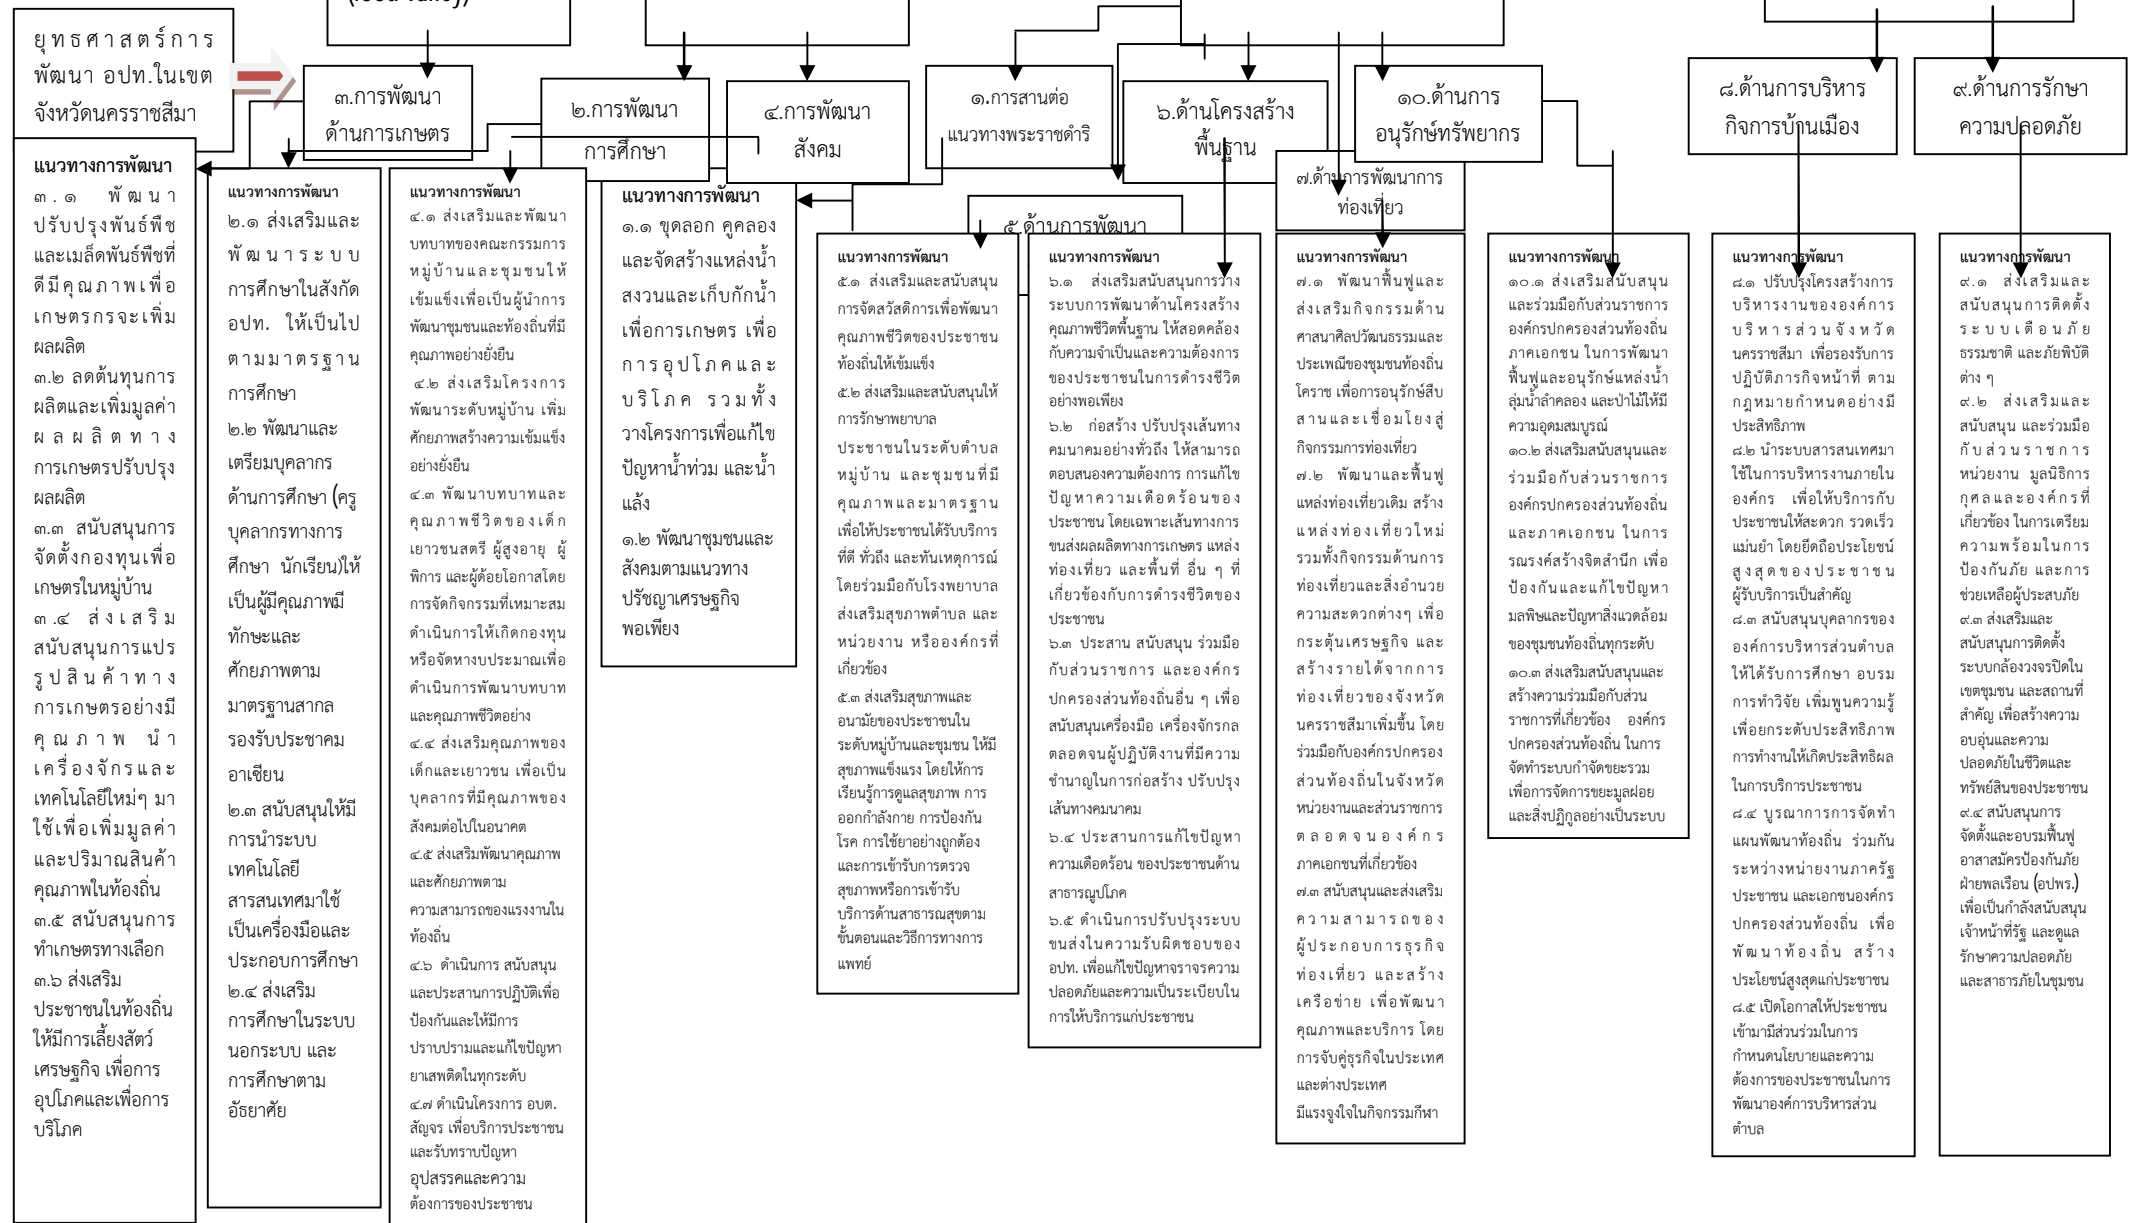 ยุทธศาสตร์การ
พัฒนา อปท.ในเขต
จังหวัดนครราชสีมา
๓.การพัฒนา
ด้านการเกษตร
๒.การพัฒนา
การศึกษา
๔.การพัฒนา
สังคม
๑.การสานต่อ
แนวทางพระราชดำริ
๖.ด้านโครงสร้าง
พื้นฐาน
๑๐.ด้านการ
อนุรักษ์ทรัพยากร
๘.ด้านการบริหาร
กิจการบ้านเมือง
๙.ด้านการรักษา
ความปลอดภัย
๗.ด้านการพัฒนาการ
ท่องเที่ยว
๕.ด้านการพัฒนา
แนวทางการพัฒนา
๓.๑ พัฒนา
ปรับปรุงพันธ์พืช
และเมล็ดพันธ์พืชที่
ดีมีคุณภาพเพื่อ
เกษตรกรจะเพิ่ม
ผลผลิต
๓.๒ ลดต้นทุนการ
ผลิตและเพิ่มมูลค่า
ผลผลิตทาง
การเกษตรปรับปรุง
ผลผลิต
๓.๓ สนับสนุนการ
จัดตั้งกองทุนเพื่อ
เกษตรในหมู่บ้าน
๓.๔ ส่งเสริม
สนับสนุนการแปร
รูปสินค้าทาง
การเกษตรอย่างมี
คุณภาพ นำ
เครื่องจักรและ
เทคโนโลยีใหม่ๆ มา
ใช้เพื่อเพิ่มมูลค่า
และปริมาณสินค้า
คุณภาพในท้องถิ่น
๓.๕ สนับสนุนการ
ทำเกษตรทางเลือก
๓.๖ ส่งเสริม
ประชาชนในท้องถิ่น
ให้มีการเลี้ยงสัตว์
เศรษฐกิจ เพื่อการ
อุปโภคและเพื่อการ
บริโภค
แนวทางการพัฒนา
๒.๑ ส่งเสริมและ
พัฒนาระบบ
การศึกษาในสังกัด
อปท. ให้เป็นไป
ตามมาตรฐาน
การศึกษา
๒.๒ พัฒนาและ
เตรียมบุคลากร
ด้านการศึกษา (ครู
บุคลากรทางการ
ศึกษา นักเรียน)ให้
เป็นผู้มีคุณภาพมี
ทักษะและ
ศักยภาพตาม
มาตรฐานสากล
รองรับประชาคม
อาเซียน
๒.๓ สนับสนุนให้มี
การนำระบบ
เทคโนโลยี
สารสนเทศมาใช้
เป็นเครื่องมือและ
ประกอบการศึกษา
๒.๔ ส่งเสริม
การศึกษาในระบบ
นอกระบบ และ
การศึกษาตาม
อัธยาศัย
แนวทางการพัฒนา
๔.๑ ส่งเสริมและพัฒนา
บทบาทของคณะกรรมการ
หมู่บ้านและชุมชนให้
เข้มแข็งเพื่อเป็นผู้นำการ
พัฒนาชุมชนและท้องถิ่นที่มี
คุณภาพอย่างยั่งยืน
๔.๒ ส่งเสริมโครงการ
พัฒนาระดับหมู่บ้าน เพิ่ม
ศักยภาพสร้างความเข้มแข็ง
อย่างยั่งยืน
๔.๓ พัฒนาบทบาทและ
คุณภาพชีวิตของเด็ก
เยาวชนสตรี ผู้สูงอายุ ผู้
พิการ และผู้ด้อยโอกาสโดย
การจัดกิจกรรมที่เหมาะสม
ดำเนินการให้เกิดกองทุน
หรือจัดหางบประมาณเพื่อ
ดำเนินการพัฒนาบทบาท
และคุณภาพชีวิตอย่าง
๔.๔ ส่งเสริมคุณภาพของ
เด็กและเยาวชน เพื่อเป็น
บุคลากรที่มีคุณภาพของ
สังคมต่อไปในอนาคต
๔.๕ ส่งเสริมพัฒนาคุณภาพ
และศักยภาพตาม
ความสามารถของแรงงานใน
ท้องถิ่น
๔.๖ ดำเนินการ สนับสนุน
และประสานการปฏิบัติเพื่อ
ป้องกันและให้มีการ
ปราบปรามและแก้ไขปัญหา
ยาเสพติดในทุกระดับ
๔.๗ ดำเนินโครงการ อบต.
สัญจร เพื่อบริการประชาชน
และรับทราบปัญหา
อุปสรรคและความ
ต้องการของประชาชน
แนวทางการพัฒนา
๑.๑ ขุดลอก คูคลอง
และจัดสร้างแหล่งน้ำ
สงวนและเก็บกักน้ำ
เพื่อการเกษตร เพื่อ
การอุปโภคและ
บริโภค รวมทั้ง
วางโครงการเพื่อแก้ไข
ปัญหาน้ำท่วม และน้ำ
แล้ง
๑.๒ พัฒนาชุมชนและ
สังคมตามแนวทาง
ปรัชญาเศรษฐกิจ
พอเพียง
แนวทางการพัฒนา
๕.๑ ส่งเสริมและสนับสนุน
การจัดสวัสดิการเพื่อพัฒนา
คุณภาพชีวิตของประชาชน
ท้องถิ่นให้เข้มแข็ง
๕.๒ ส่งเสริมและสนับสนุนให้
การรักษาพยาบาล
ประชาชนในระดับตำบล
หมู่บ้าน และชุมชนที่มี
คุณภาพและมาตรฐาน
เพื่อให้ประชาชนได้รับบริการ
ที่ดี ทั่วถึง และทันเหตุการณ์
โดยร่วมมือกับโรงพยาบาล
ส่งเสริมสุขภาพตำบล และ
หน่วยงาน หรือองค์กรที่
เกี่ยวข้อง
๕.๓ ส่งเสริมสุขภาพและ
อนามัยของประชาชนใน
ระดับหมู่บ้านและชุมชน ให้มี
สุขภาพแข็งแรง โดยให้การ
เรียนรู้การดูแลสุขภาพ การ
ออกกำลังกาย การป้องกัน
โรค การใช้ยาอย่างถูกต้อง
และการเข้ารับการตรวจ
สุขภาพหรือการเข้ารับ
บริการด้านสาธารณสุขตาม
ขั้นตอนและวิธีการทางการ
แพทย์
แนวทางการพัฒนา
๖.๑ ส่งเสริมสนับสนุนการวาง
ระบบการพัฒนาด้านโครงสร้าง
คุณภาพชีวิตพื้นฐาน ให้สอดคล้อง
กับความจำเป็นและความต้องการ
ของประชาชนในการดำรงชีวิต
อย่างพอเพียง
๖.๒ ก่อสร้าง ปรับปรุงเส้นทาง
คมนาคมอย่างทั่วถึง ให้สามารถ
ตอบสนองความต้องการ การแก้ไข
ปัญหาความเดือดร้อนของ
ประชาชน โดยเฉพาะเส้นทางการ
ขนส่งผลผลิตทางการเกษตร แหล่ง
ท่องเที่ยว และพื้นที่ อื่น ๆ ที่
เกี่ยวข้องกับการดำรงชีวิตของ
ประชาชน
๖.๓ ประสาน สนับสนุน ร่วมมือ
กับส่วนราชการ และองค์กร
ปกครองส่วนท้องถิ่นอื่น ๆ เพื่อ
สนับสนุนเครื่องมือ เครื่องจักรกล
ตลอดจนผู้ปฏิบัติงานที่มีความ
ชำนาญในการก่อสร้าง ปรับปรุง
เส้นทางคมนาคม
๖.๔ ประสานการแก้ไขปัญหา
ความเดือดร้อน ของประชาชนด้าน
สาธารณูปโภค
๖.๕ ดำเนินการปรับปรุงระบบ
ขนส่งในความรับผิดชอบของ
อปท. เพื่อแก้ไขปัญหาจราจรความ
ปลอดภัยและความเป็นระเบียบใน
การให้บริการแก่ประชาชน
แนวทางการพัฒนา
๗.๑ พัฒนาฟื้นฟูและ
ส่งเสริมกิจกรรมด้าน
ศาสนาศิลปวัฒนธรรมและ
ประเพณีของชุมชนท้องถิ่น
โคราช เพื่อการอนุรักษ์สืบ
สานและเชื่อมโยงสู่
กิจกรรมการท่องเที่ยว
๗.๒ พัฒนาและฟื้นฟู
แหล่งท่องเที่ยวเดิม สร้าง
แหล่งท่องเที่ยวใหม่
รวมทั้งกิจกรรมด้านการ
ท่องเที่ยวและสิ่งอำนวย
ความสะดวกต่างๆ เพื่อ
กระตุ้นเศรษฐกิจ และ
สร้างรายได้จากการ
ท่องเที่ยวของจังหวัด
นครราชสีมาเพิ่มขึ้น โดย
ร่วมมือกับองค์กรปกครอง
ส่วนท้องถิ่นในจังหวัด
หน่วยงานและส่วนราชการ
ตลอดจนองค์กร
ภาคเอกชนที่เกี่ยวข้อง
๗.๓ สนับสนุนและส่งเสริม
ความสามารถของ
ผู้ประกอบการธุรกิจ
ท่องเที่ยว และสร้าง
เครือข่าย เพื่อพัฒนา
คุณภาพและบริการ โดย
การจับคู่ธุรกิจในประเทศ
และต่างประเทศ
มีแรงจูงใจในกิจกรรมกีฬา
แนวทางการพัฒนา
๑๐.๑ ส่งเสริมสนับสนุน
และร่วมมือกับส่วนราชการ
องค์กรปกครองส่วนท้องถิ่น
ภาคเอกชน ในการพัฒนา
ฟื้นฟูและอนุรักษ์แหล่งน้ำ
ลุ่มน้ำลำคลอง และป่าไม้ให้มี
ความอุดมสมบูรณ์
๑๐.๒ ส่งเสริมสนับสนุนและ
ร่วมมือกับส่วนราชการ
องค์กรปกครองส่วนท้องถิ่น
และภาคเอกชน ในการ
รณรงค์สร้างจิตสำนึก เพื่อ
ป้องกันและแก้ไขปัญหา
มลพิษและปัญหาสิ่งแวดล้อม
ของชุมชนท้องถิ่นทุกระดับ
๑๐.๓ ส่งเสริมสนับสนุนและ
สร้างความร่วมมือกับส่วน
ราชการที่เกี่ยวข้อง องค์กร
ปกครองส่วนท้องถิ่น ในการ
จัดทำระบบกำจัดขยะรวม
เพื่อการจัดการขยะมูลฝอย
และสิ่งปฏิกูลอย่างเป็นระบบ
แนวทางการพัฒนา
๘.๑ ปรับปรุงโครงสร้างการ
บริหารงานขององค์การ
บริหารส่วนจังหวัด
นครราชสีมา เพื่อรองรับการ
ปฏิบัติภารกิจหน้าที่ ตาม
กฎหมายกำหนดอย่างมี
ประสิทธิภาพ
๘.๒ นำระบบสารสนเทศมา
ใช้ในการบริหารงานภายใน
องค์กร เพื่อให้บริการกับ
ประชาชนให้สะดวก รวดเร็ว
แม่นยำ โดยยึดถือประโยชน์
สูงสุดของประชาชน
ผู้รับบริการเป็นสำคัญ
๘.๓ สนับสนุนบุคลากรของ
องค์การบริหารส่วนตำบล
ให้ได้รับการศึกษา อบรม
การทำวิจัย เพิ่มพูนความรู้
เพื่อยกระดับประสิทธิภาพ
การทำงานให้เกิดประสิทธิผล
ในการบริการประชาชน
๘.๔ บูรณาการการจัดทำ
แผนพัฒนาท้องถิ่น ร่วมกัน
ระหว่างหน่ายงานภาครัฐ
ประชาชน และเอกชนองค์กร
ปกครองส่วนท้องถิ่น เพื่อ
พัฒนาท้องถิ่น สร้าง
ประโยชน์สูงสุดแก่ประชาชน
๘.๕ เปิดโอกาสให้ประชาชน
เข้ามามีส่วนร่วมในการ
กำหนดนโยบายและความ
ต้องการของประชาชนในการ
พัฒนาองค์การบริหารส่วน
ตำบล
แนวทางการพัฒนา
๙.๑ ส่งเสริมและ
สนับสนุนการติดตั้ง
ระบบเตือนภัย
ธรรมชาติ และภัยพิบัติ
ต่าง ๆ
๙.๒ ส่งเสริมและ
สนับสนุน และร่วมมือ
กับส่วนราชการ
หน่วยงาน มูลนิธิการ
กุศลและองค์กรที่
เกี่ยวข้อง ในการเตรียม
ความพร้อมในการ
ป้องกันภัย และการ
ช่วยเหลือผู้ประสบภัย
๙.๓ ส่งเสริมและ
สนับสนุนการติดตั้ง
ระบบกล้องวงจรปิดใน
เขตชุมชน และสถานที่
สำคัญ เพื่อสร้างความ
อบอุ่นและความ
ปลอดภัยในชีวิตและ
ทรัพย์สินของประชาชน
๙.๔ สนับสนุนการ
จัดตั้งและอบรมฟื้นฟู
อาสาสมัครป้องกันภัย
ฝ่ายพลเรือน (อปพร.)
เพื่อเป็นกำลังสนับสนุน
เจ้าหน้าที่รัฐ และดูแล
รักษาความปลอดภัย
และสาธารภัยในชุมชน